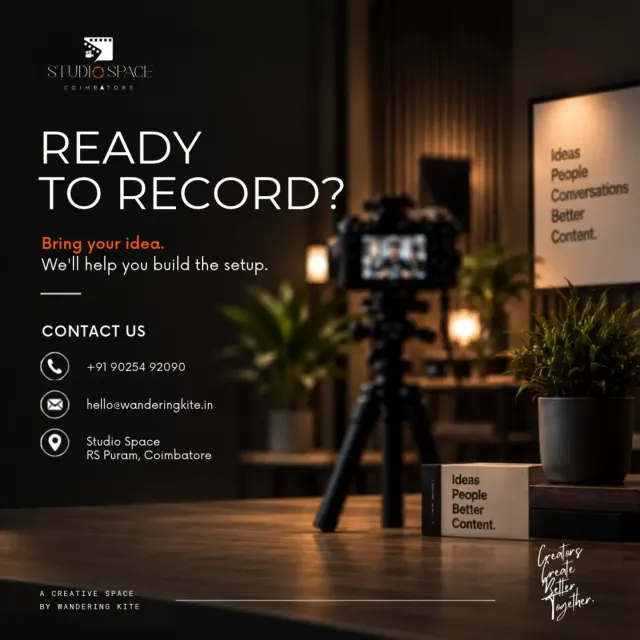 STUDIO SPACE
COIMBATORE
READY
TO RECORD?
Bring your idea.
We'll help you build the setup.
CONTACT US
+91 90254 92090
hello@wanderingkite.in
Studio Space
RS Puram, Coimbatore
Ideas
People
Conversations
Better
Content.
Ideas
People
Better
Content.
Creators
Create
Better
Together.
A CREATIVE SPACE
BY WANDERING KITE